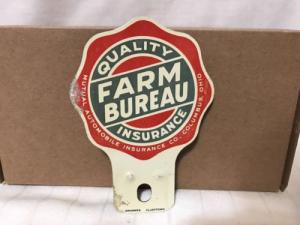 QUALITY
FARM
BUREAU
INSURANCE
MUTUAL AUTOMOBILE INSURANCE CO., COLUMBUS, OHIO